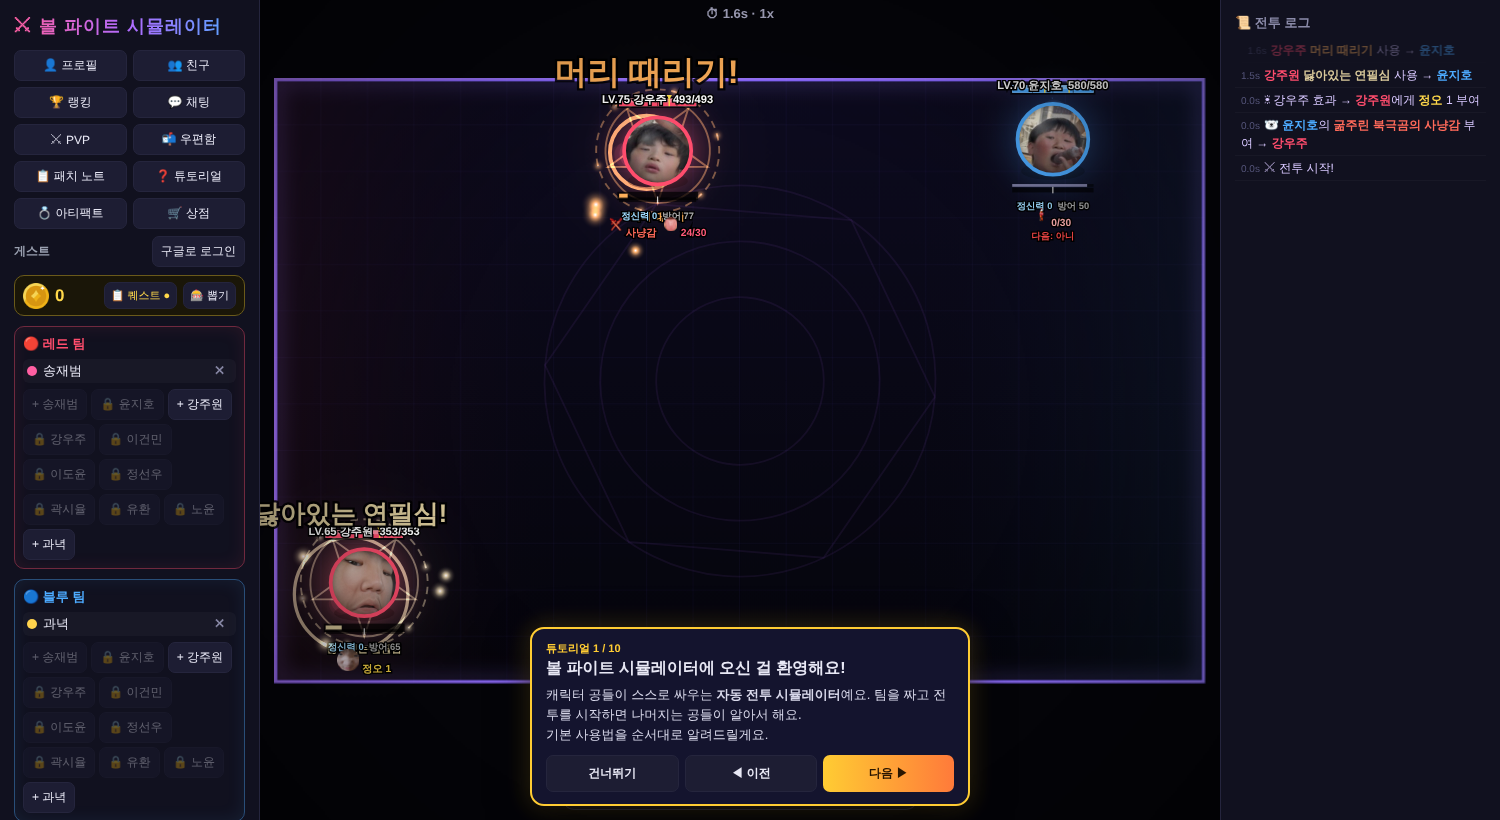 ⚔ 볼 파이트 시뮬레이터
👤 프로필
👥 친구
🏆 랭킹
💬 채팅
⚔ PVP
📬 우편함
📋 패치 노트
❓ 튜토리얼
💍 아티팩트
🛒 상점
게스트
구글로 로그인
0
📋 퀘스트 ●
🎰 뽑기
🔴 레드 팀
송재범 ✕
+ 송재범
🔒 윤지호
+ 강주원
🔒 강우주
🔒 이건민
🔒 이도윤
🔒 정선우
🔒 곽시율
🔒 유환
🔒 노윤
+ 과녁
🔵 블루 팀
과녁 ✕
+ 송재범
🔒 윤지호
+ 강주원
🔒 강우주
🔒 이건민
🔒 이도윤
🔒 정선우
🔒 곽시율
🔒 유환
🔒 노윤
+ 과녁
⏱ 1.6s · 1x
머리 때리기!
LV.75 강우주 493/493
정신력 0 방어 77
사냥감 24/30
LV.70 윤지호 580/580
정신력 0 방어 50
0/30
다음: 아니
닳아있는 연필심!
LV.65 강주원 353/353
정신력 0 방어 65
정오 1
튜토리얼 1 / 10
볼 파이트 시뮬레이터에 오신 걸 환영해요!
캐릭터 공들이 스스로 싸우는 자동 전투 시뮬레이터예요. 팀을 짜고 전
투를 시작하면 나머지는 공들이 알아서 해요.
기본 사용법을 순서대로 알려드릴게요.
건너뛰기
◀ 이전
다음 ▶
📜 전투 로그
1.6s 강우주 머리 때리기 사용 → 윤지호
1.5s 강주원 닳아있는 연필심 사용 → 윤지호
0.0s 강우주 효과 → 강주원에게 정오 1 부여
0.0s 🐻‍❄️ 윤지호의 굶주린 북극곰의 사냥감 부
여 → 강우주
0.0s ⚔ 전투 시작!